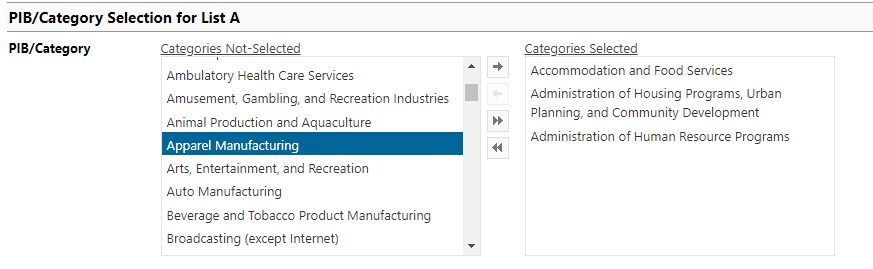 PIB/Category Selection for List A
PIB/Category
Categories Not-Selected
Ambulatory Health Care Services
Amusement, Gambling, and Recreation Industries
Animal Production and Aquaculture
Apparel Manufacturing
Arts, Entertainment, and Recreation
Auto Manufacturing
Beverage and Tobacco Product Manufacturing
Broadcasting (except Internet)
Categories Selected
Accommodation and Food Services
Administration of Housing Programs, Urban
Planning, and Community Development
Administration of Human Resource Programs